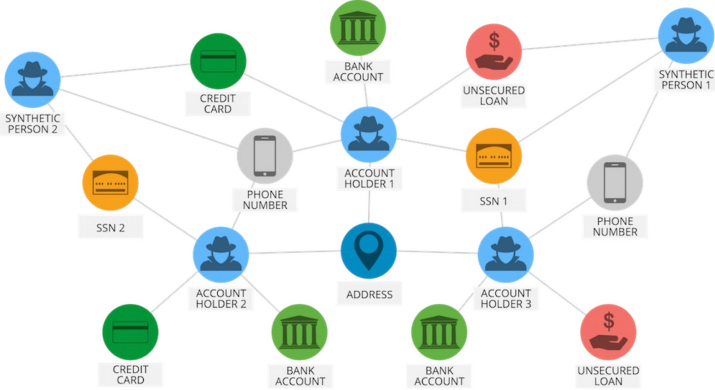 BANK
ACCOUNT
SYNTHETIC
PERSON 1
UNSECURED
LOAN
CREDIT
CARD
SYNTHETIC
PERSON 2
ACCOUNT
HOLDER 1
PHONE
NUMBER
SSN 1
SSN 2
PHONE
NUMBER
ACCOUNT
HOLDER 2
ADDRESS
ACCOUNT
HOLDER 3
CREDIT
CARD
BANK
ACCOUNT
BANK
ACCOUNT
$
UNSECURED
LOAN
$